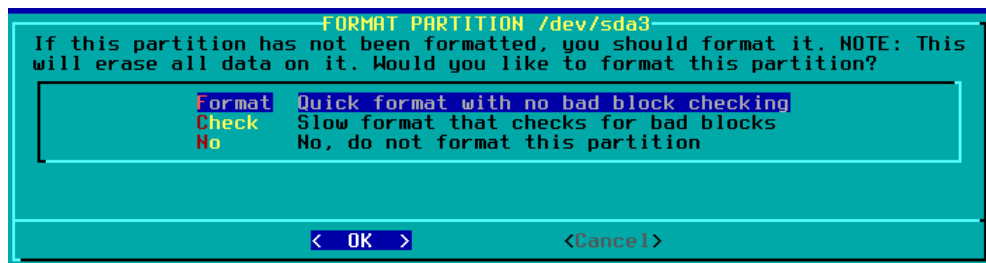 FORMAT PARTITION /dev/sda3
If this partition has not been formatted, you should format it. NOTE: This
will erase all data on it. Would you like to format this partition?
Format Quick format with no bad block checking
Check Slow format that checks for bad blocks
No No, do not format this partition
< OK > <Cancel>